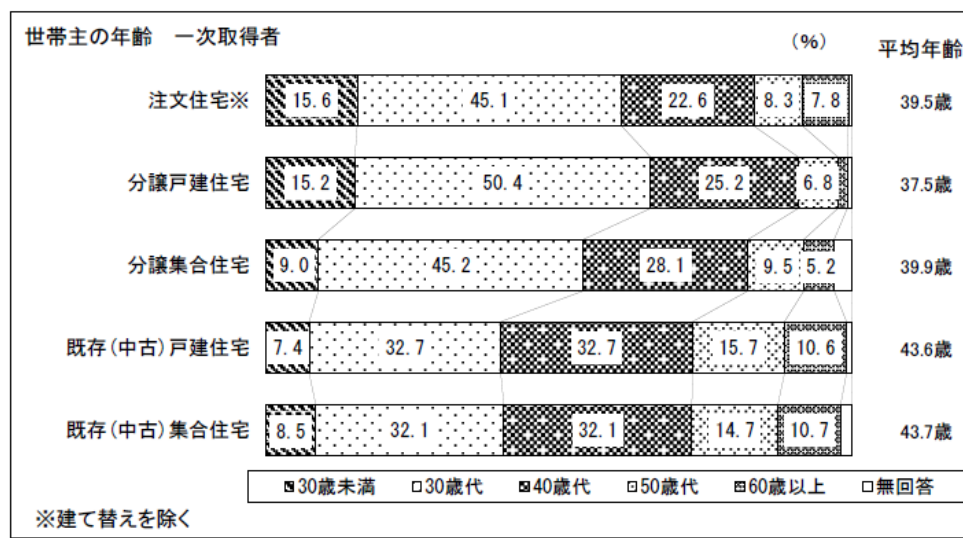 世帯主の年齢　一次取得者
（％）
平均年齢
注文住宅※ 15.6 45.1 22.6 8.3 7.8 39.5歳
分譲戸建住宅 15.2 50.4 25.2 6.8 37.5歳
分譲集合住宅 9.0 45.2 28.1 9.5 5.2 39.9歳
既存(中古)戸建住宅 7.4 32.7 32.7 15.7 10.6 43.6歳
既存(中古)集合住宅 8.5 32.1 32.1 14.7 10.7 43.7歳
30歳未満 30歳代 40歳代 50歳代 60歳以上 無回答
※建て替えを除く